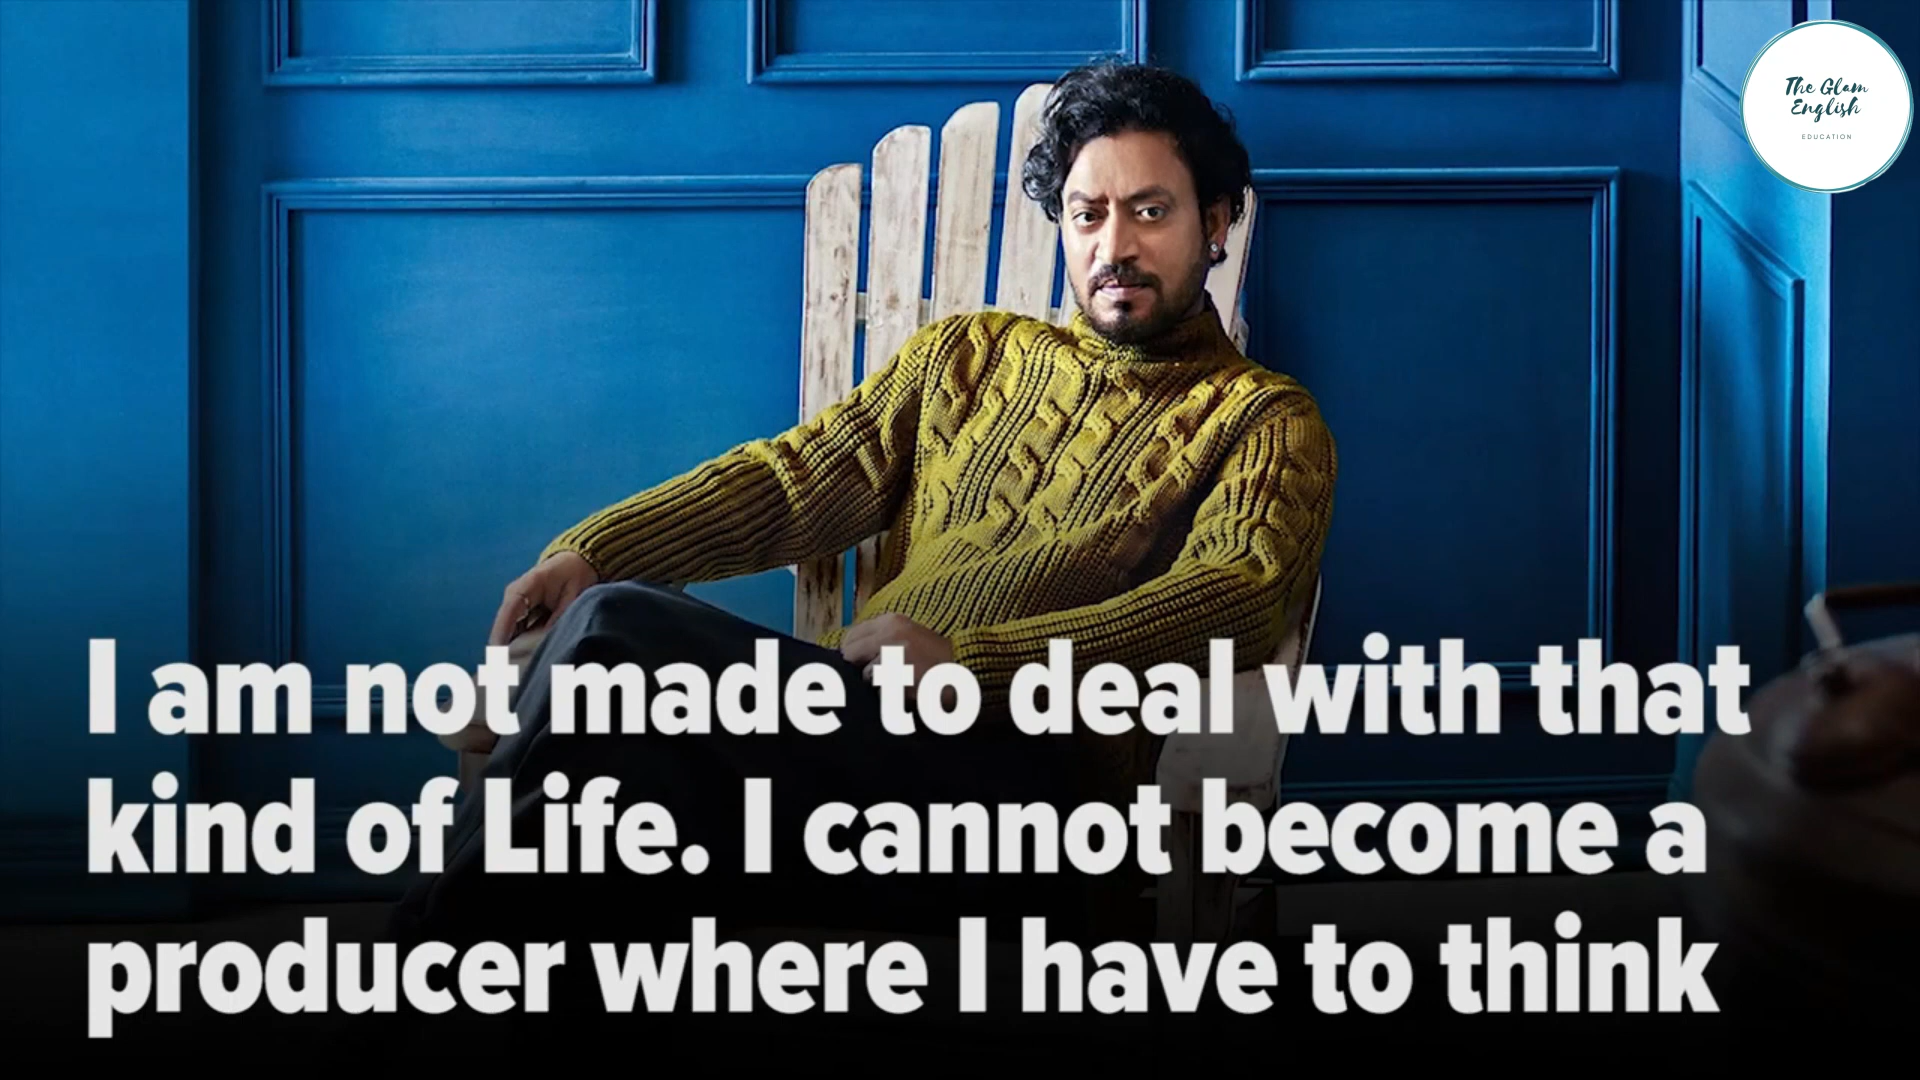 The Glam
English
EDUCATION
I am not made to deal with that
kind of Life. I cannot become a
producer where I have to think